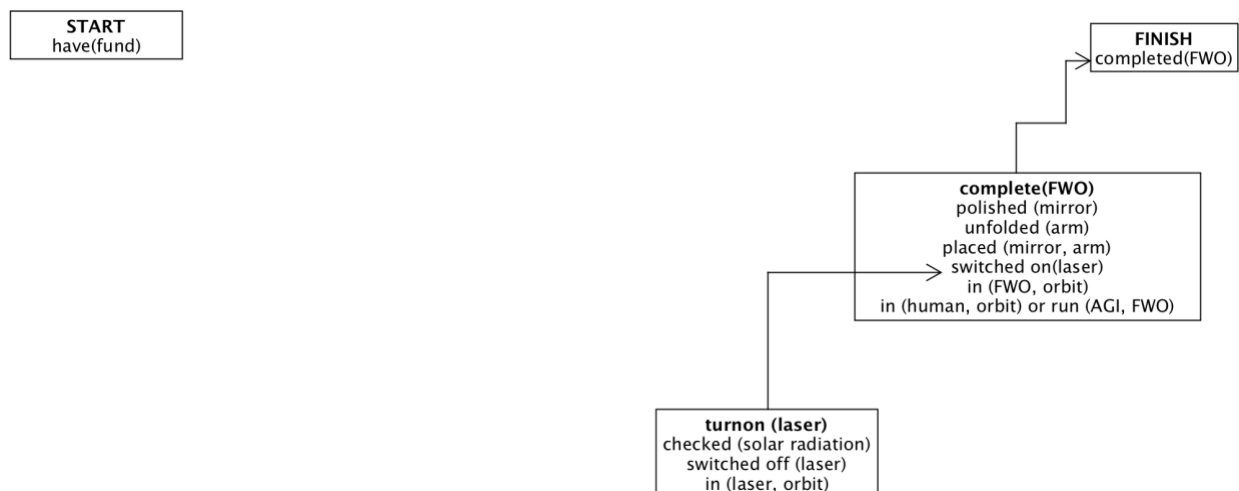 START
have(fund)
FINISH
completed(FWO)
complete(FWO)
polished (mirror)
unfolded (arm)
placed (mirror, arm)
switched on(laser)
in (FWO, orbit)
in (human, orbit) or run (AGI, FWO)
turnon (laser)
checked (solar radiation)
switched off (laser)
in (laser, orbit)